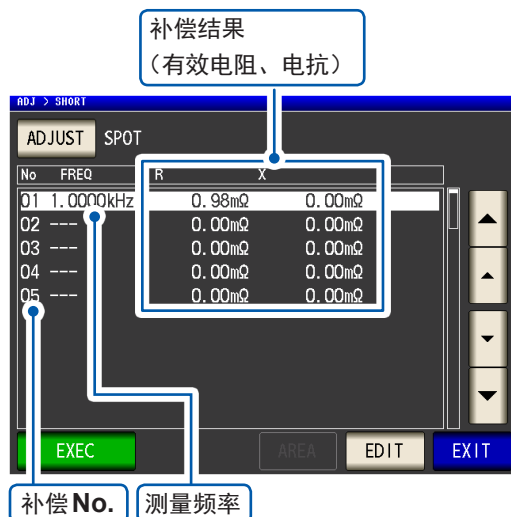 补偿结果
（有效电阻、电抗）
ADJ > SHORT
ADJUST SPOT
No FREQ R X
01 1.0000kHz 0.98mΩ 0.00mΩ
02 --- 0.00mΩ 0.00mΩ
03 --- 0.00mΩ 0.00mΩ
04 --- 0.00mΩ 0.00mΩ
05 --- 0.00mΩ 0.00mΩ
EXEC AREA EDIT EXIT
补偿 No. 测量频率